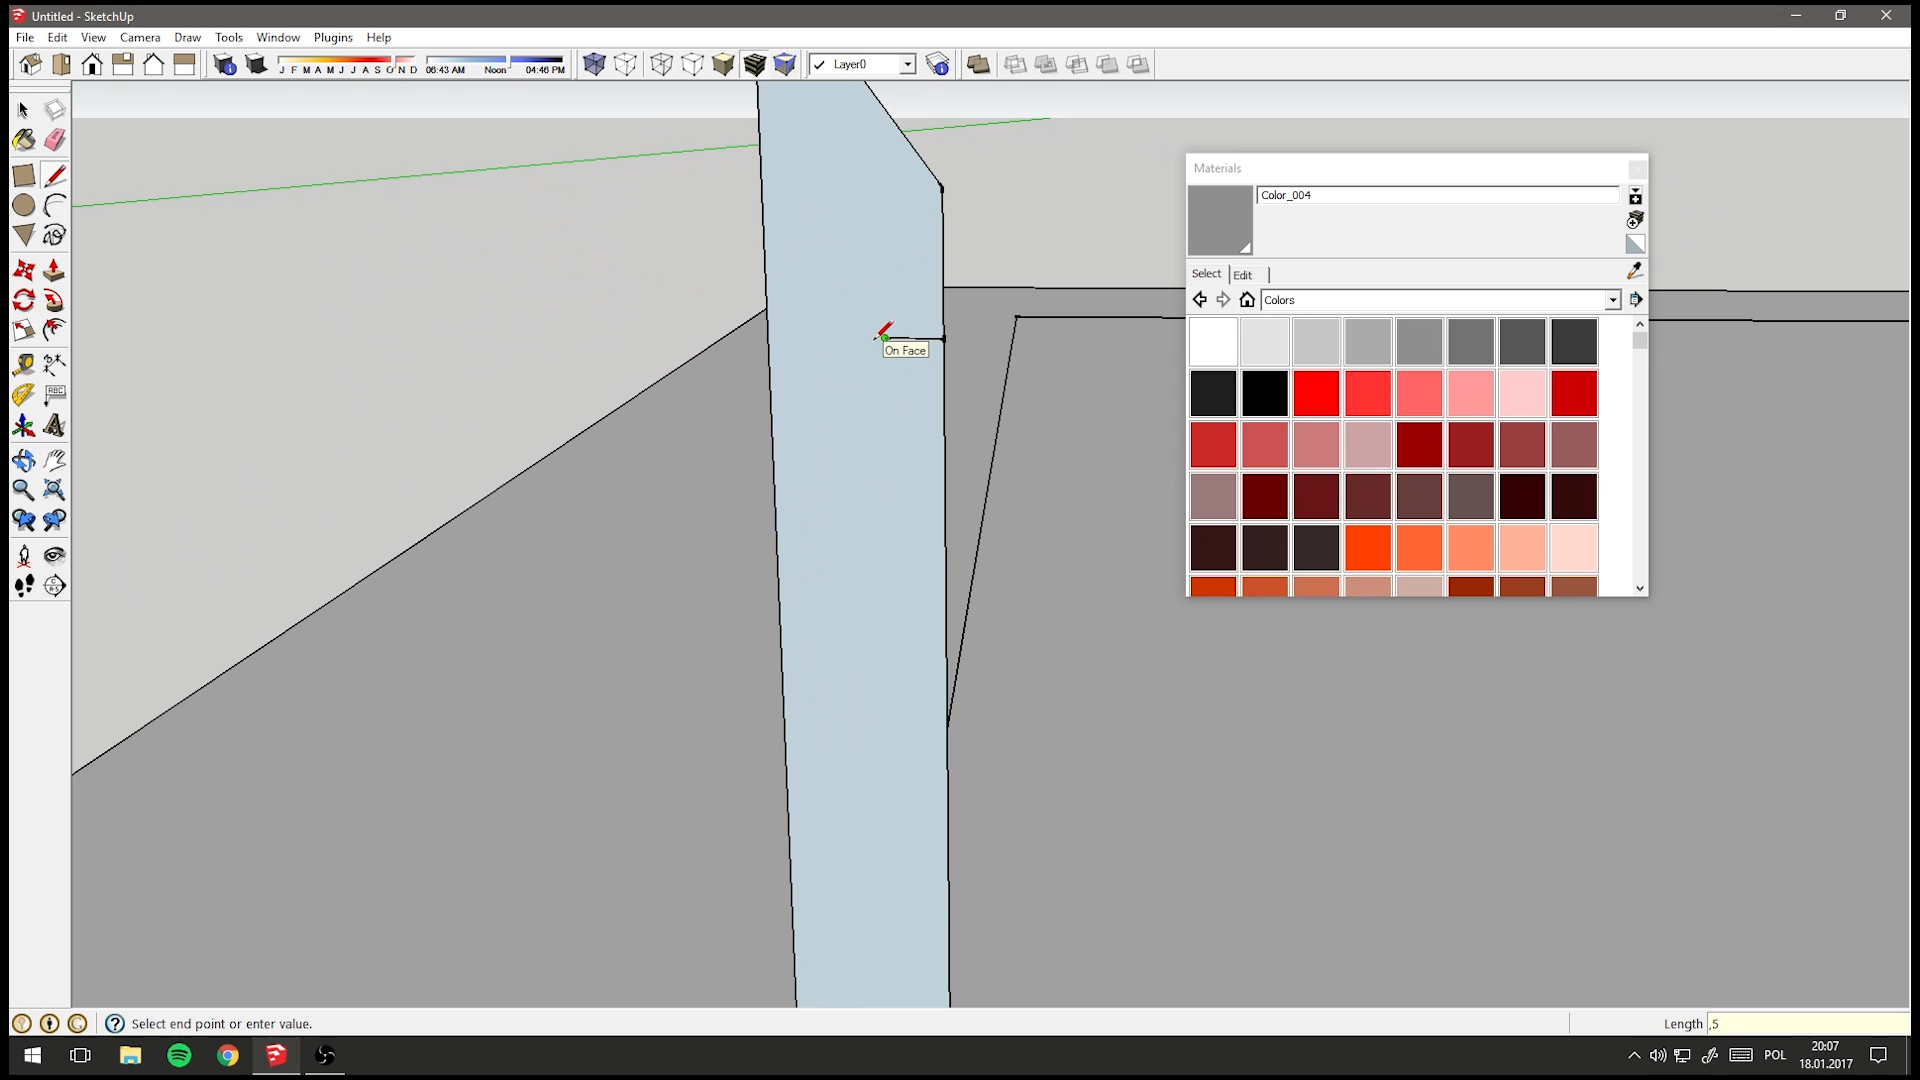 Untitled - SketchUp
File Edit View Camera Draw Tools Window Plugins Help
J F M A M J J A S O N D 06:43 AM Noon 04:46 PM Layer0
Materials
Color_004
Select Edit
Colors
On Face
ABC
Select end point or enter value.
Length ,5
POL
20:07
18.01.2017